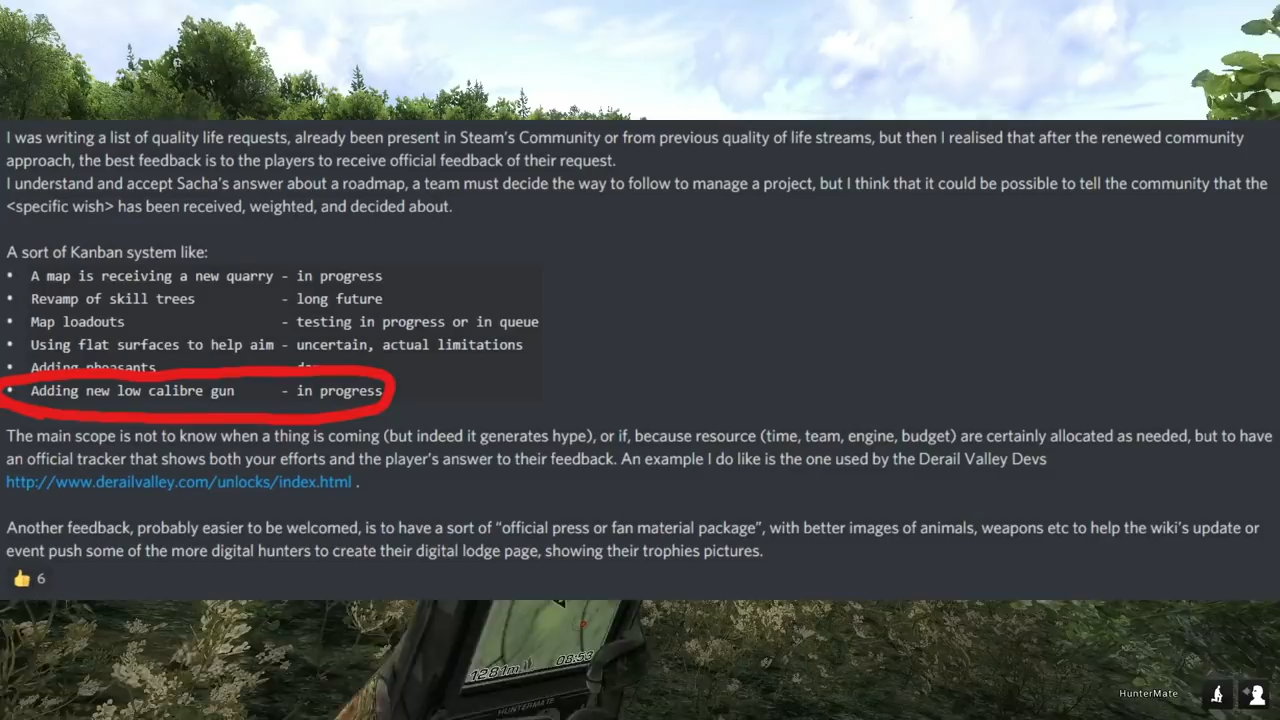 I was writing a list of quality life requests, already been present in Steam's Community or from previous quality of life streams, but then I realised that after the renewed community
approach, the best feedback is to the players to receive official feedback of their request.
I understand and accept Sacha's answer about a roadmap, a team must decide the way to follow to manage a project, but I think that it could be possible to tell the community that the
<specific wish> has been received, weighted, and decided about.
A sort of Kanban system like:
• A map is receiving a new quarry - in progress
• Revamp of skill trees - long future
• Map loadouts - testing in progress or in queue
• Using flat surfaces to help aim - uncertain, actual limitations
• Adding pheasants -
• Adding new low calibre gun - in progress
The main scope is not to know when a thing is coming (but indeed it generates hype), or if, because resource (time, team, engine, budget) are certainly allocated as needed, but to have
an official tracker that shows both your efforts and the player's answer to their feedback. An example I do like is the one used by the Derail Valley Devs
http://www.derailvalley.com/unlocks/index.html .
Another feedback, probably easier to be welcomed, is to have a sort of "official press or fan material package", with better images of animals, weapons etc to help the wiki's update or
event push some of the more digital hunters to create their digital lodge page, showing their trophies pictures.
👍 6
1281m 08:53
HUNTERMATE
HunterMate